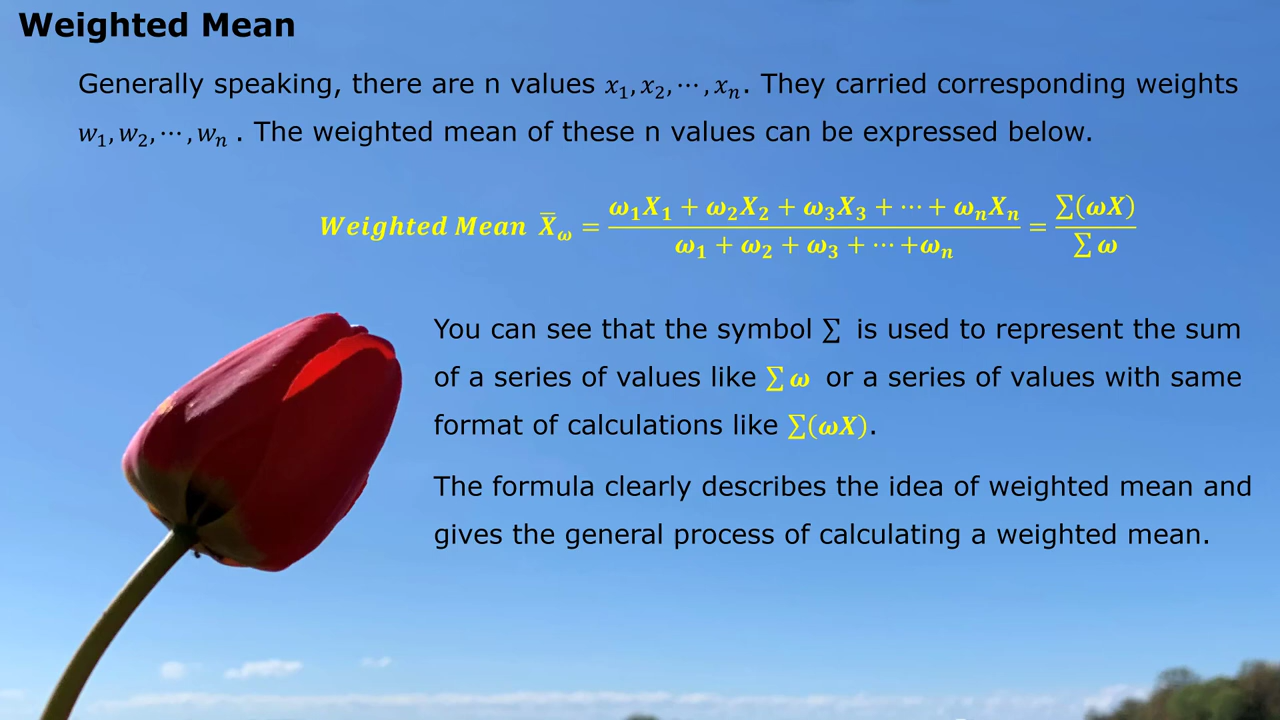 Weighted Mean
Generally speaking, there are n values x₁, x₂, ⋯ , xₙ. They carried corresponding weights
w₁, w₂, ⋯ , wₙ . The weighted mean of these n values can be expressed below.
Weighted Mean X̄_ω = (ω₁X₁ + ω₂X₂ + ω₃X₃ + ⋯ + ωₙXₙ) / (ω₁ + ω₂ + ω₃ + ⋯ +ωₙ) = ∑(ωX) / ∑ ω
You can see that the symbol ∑ is used to represent the sum
of a series of values like ∑ ω or a series of values with same
format of calculations like ∑(ωX).
The formula clearly describes the idea of weighted mean and
gives the general process of calculating a weighted mean.